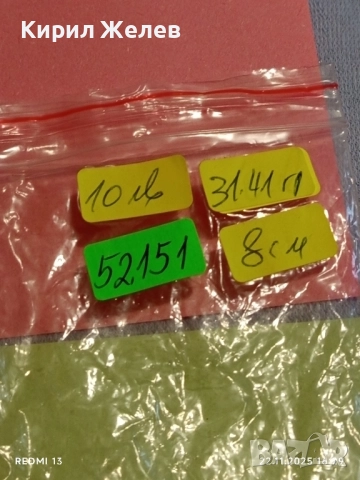 Кирил Желев
10 лв
31.41 гр
52151
8 см
REDMI 13